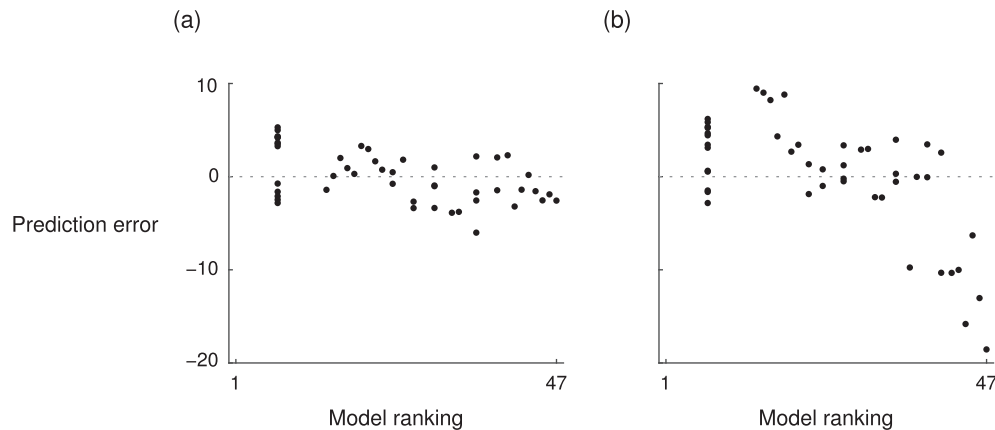 (a)
(b)
10
0
−10
−20
Prediction error
1
47
1
47
Model ranking
Model ranking